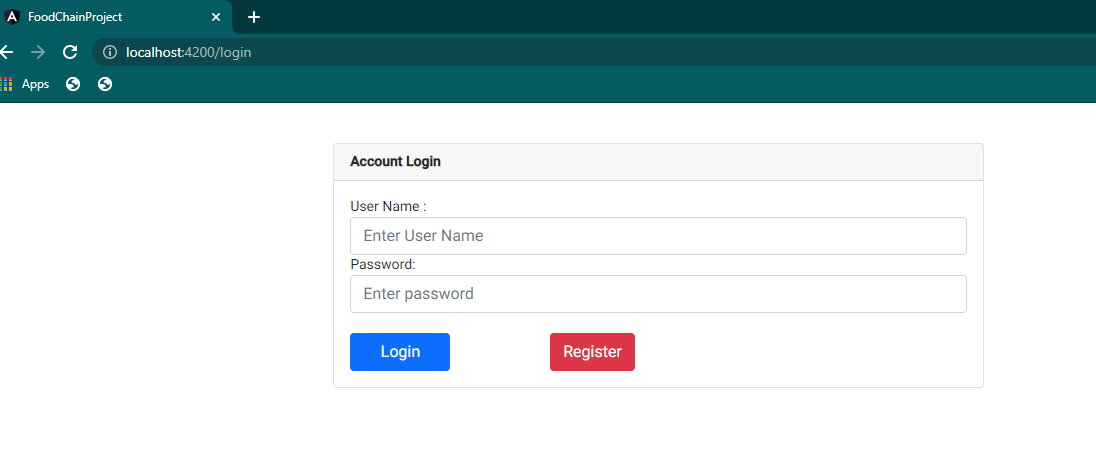 FoodChainProject
localhost:4200/login
Apps
Account Login
User Name :
Enter User Name
Password:
Enter password
Login Register